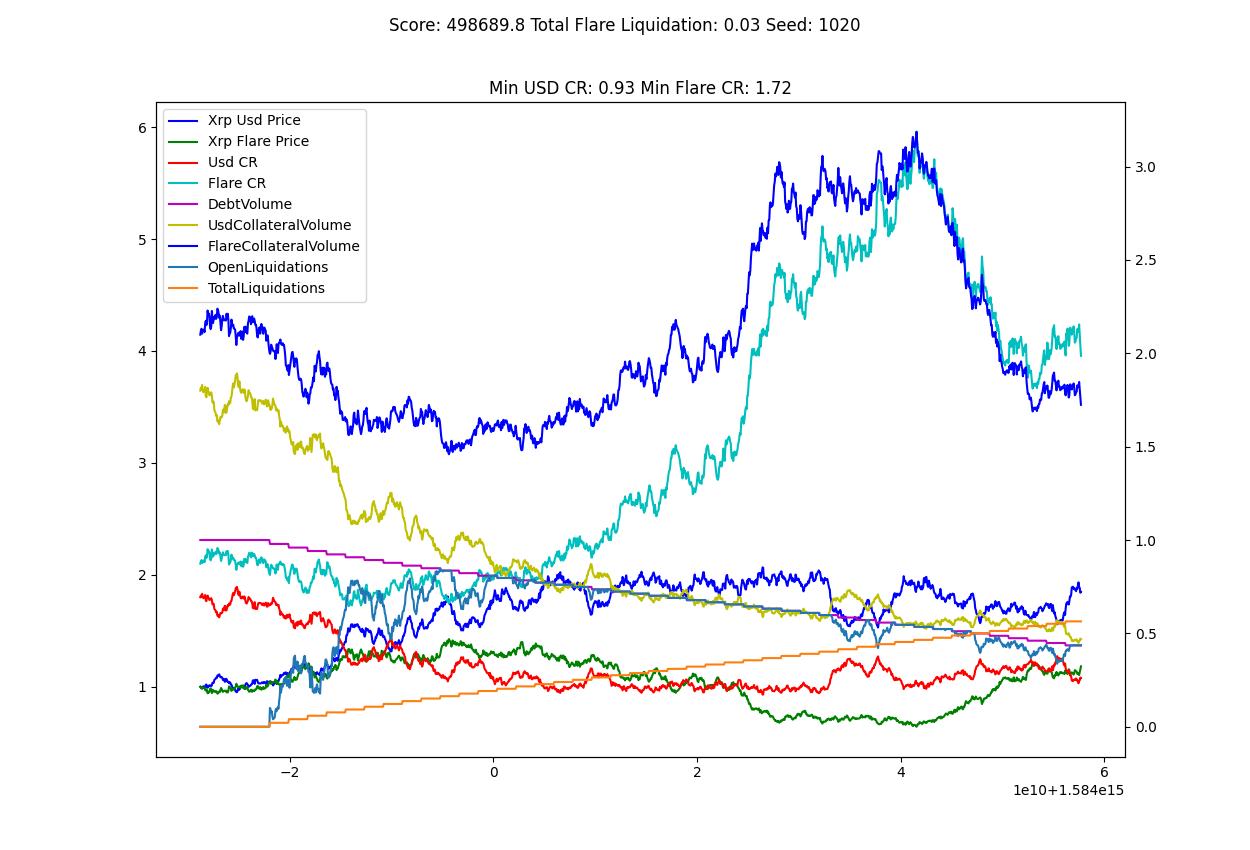 Score: 498689.8 Total Flare Liquidation: 0.03 Seed: 1020
Min USD CR: 0.93 Min Flare CR: 1.72
Xrp Usd Price
Xrp Flare Price
Usd CR
Flare CR
DebtVolume
UsdCollateralVolume
FlareCollateralVolume
OpenLiquidations
TotalLiquidations
6
5
4
3
2
1
3.0
2.5
2.0
1.5
1.0
0.5
0.0
−2
0
2
4
6
1e10+1.584e15